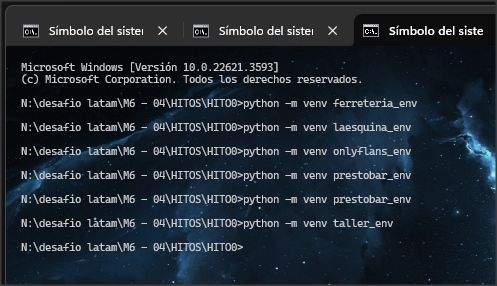 Símbolo del sister
Símbolo del sister
Símbolo del siste
Microsoft Windows [Versión 10.0.22621.3593]
(c) Microsoft Corporation. Todos los derechos reservados.
N:\desafio latam\M6 - 04\HITOS\HITO0>python -m venv ferreteria_env
N:\desafio latam\M6 - 04\HITOS\HITO0>python -m venv laesquina_env
N:\desafio latam\M6 - 04\HITOS\HITO0>python -m venv onlyflans_env
N:\desafio latam\M6 - 04\HITOS\HITO0>python -m venv prestobar_env
N:\desafio latam\M6 - 04\HITOS\HITO0>python -m venv prestobar_env
N:\desafio latam\M6 - 04\HITOS\HITO0>python -m venv taller_env
N:\desafio latam\M6 - 04\HITOS\HITO0>